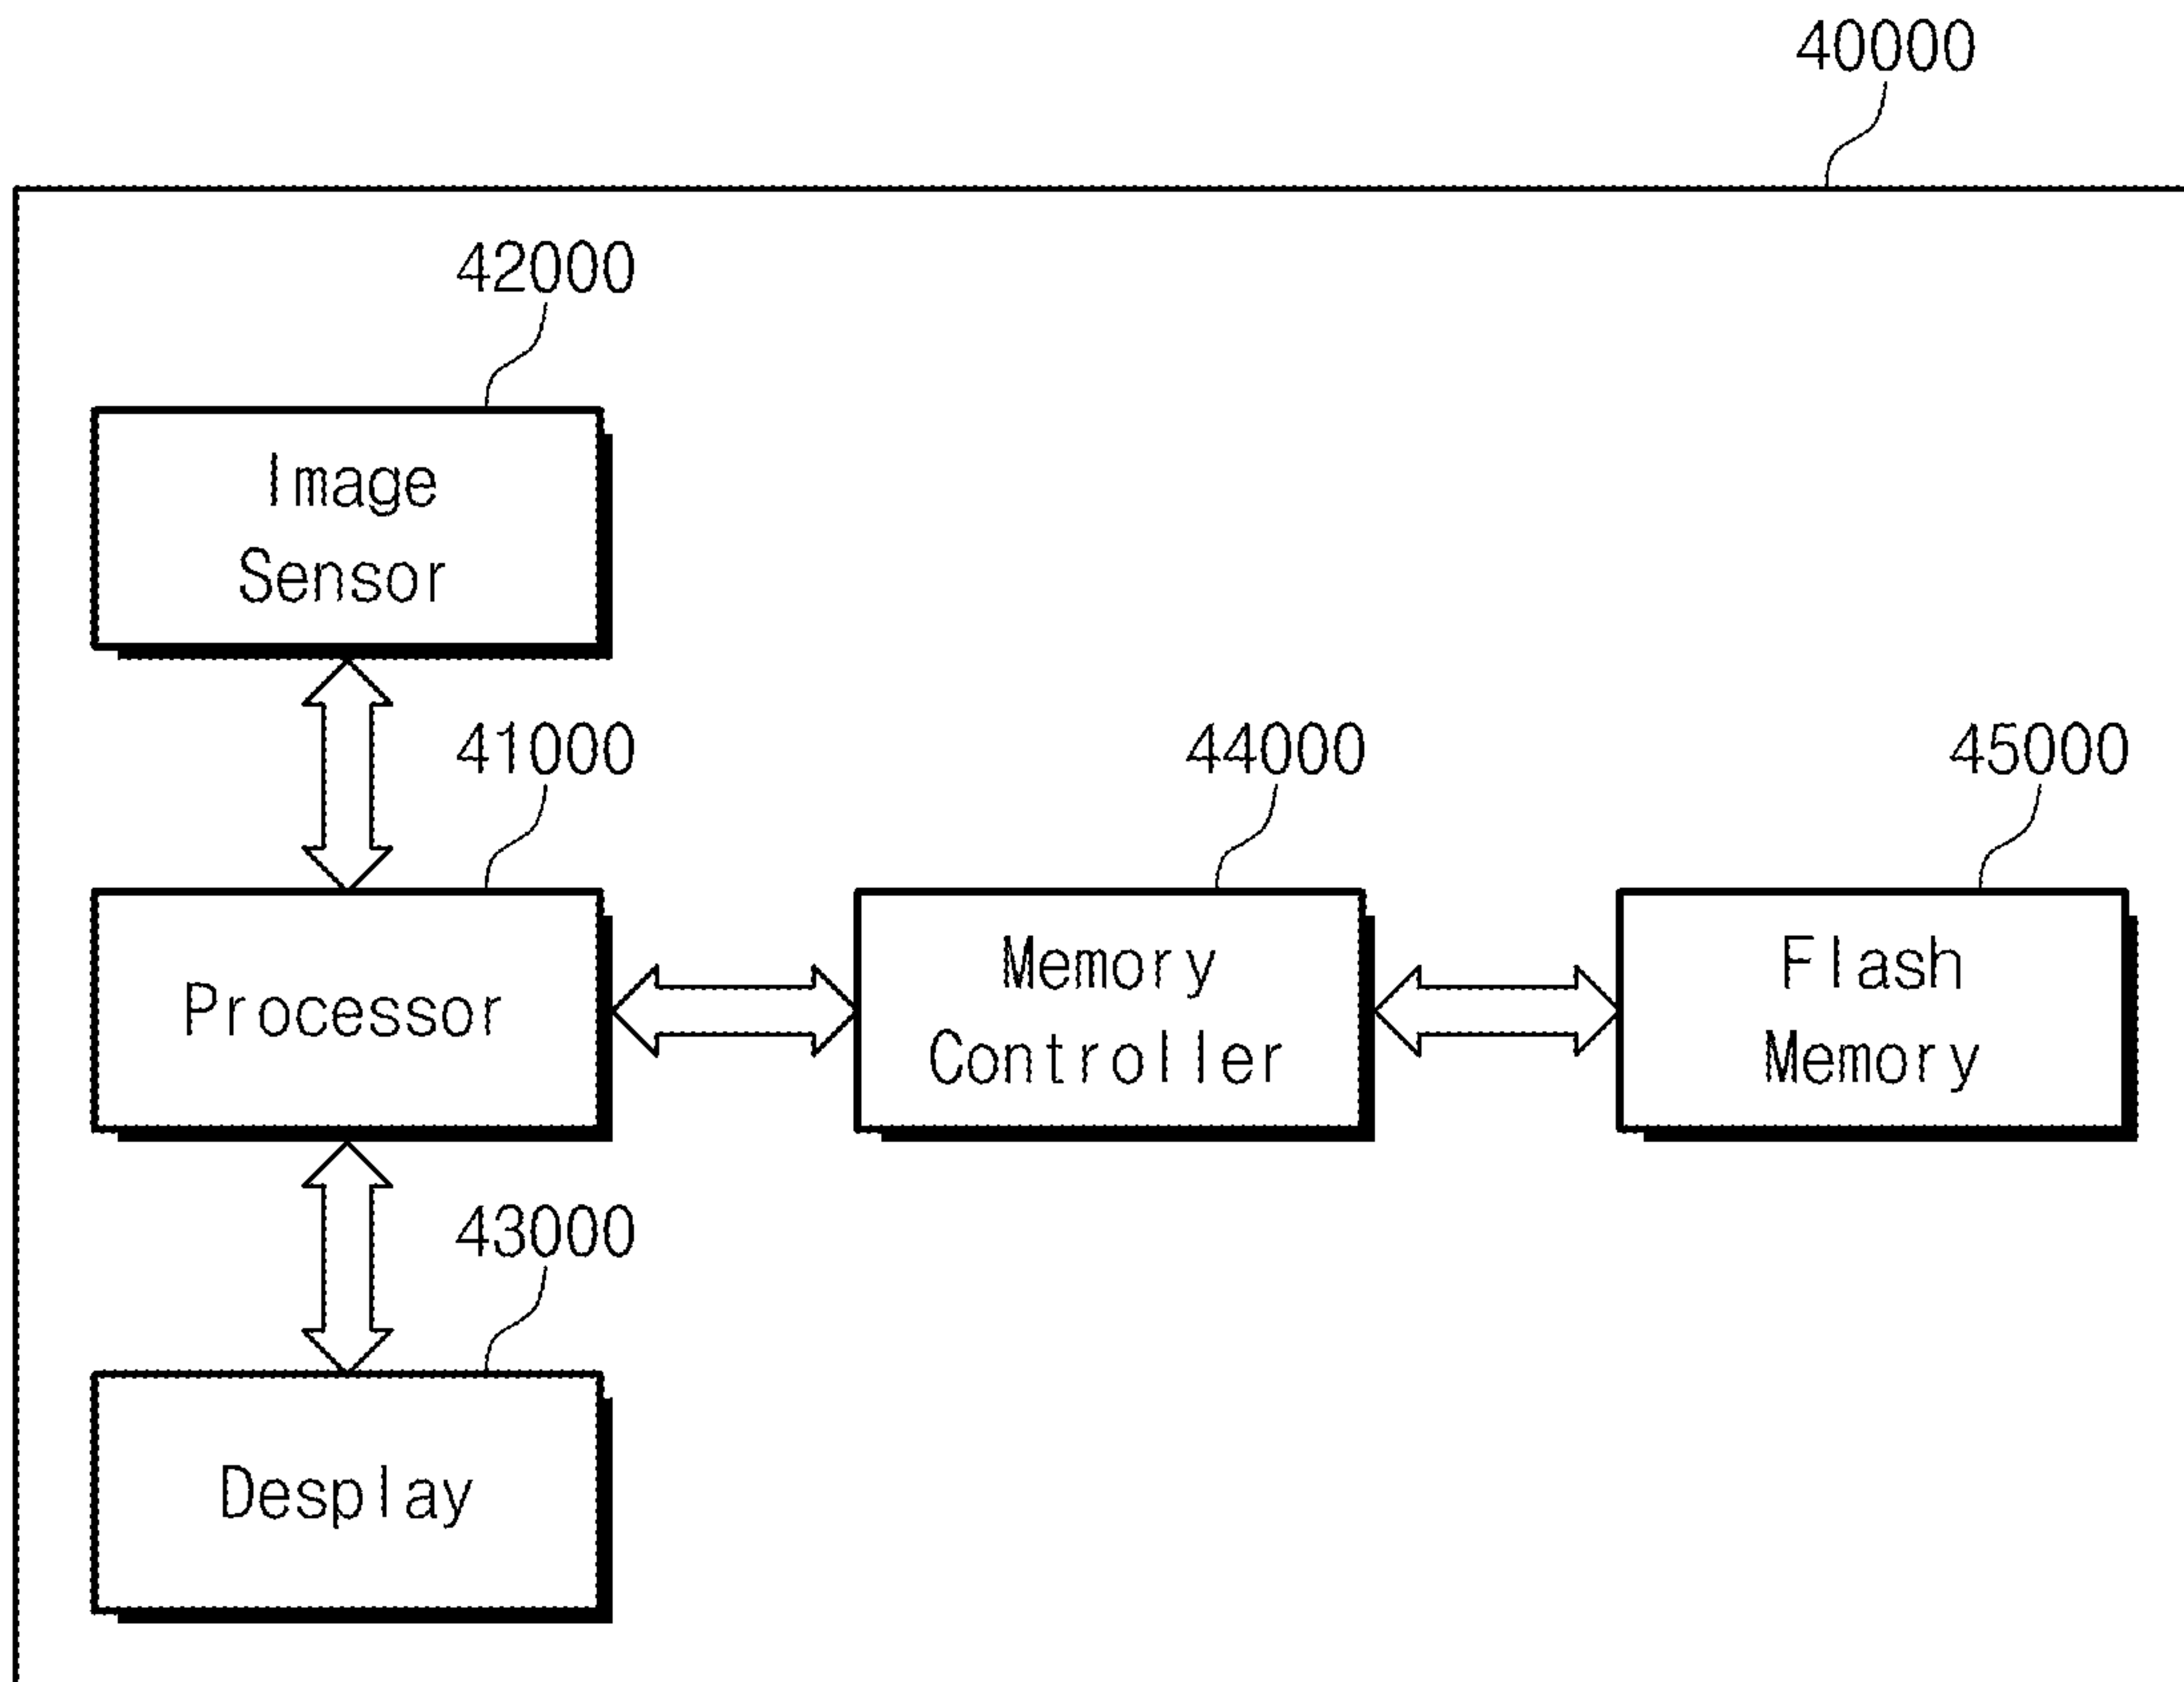 40000
42000
Image
Sensor
41000
44000
45000
Processor
Memory
Controller
Flash
Memory
43000
Desplay